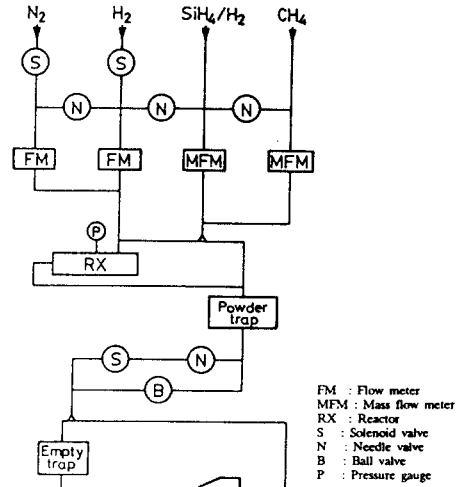 N2 H2 SiH4/H2 CH4
S S
N N N
FM FM MFM MFM
P
RX
Powder
trap
S N
B
Empty
trap
FM : Flow meter
MFM : Mass flow meter
RX : Reactor
S : Solenoid valve
N : Needle valve
B : Ball valve
P : Pressure gauge